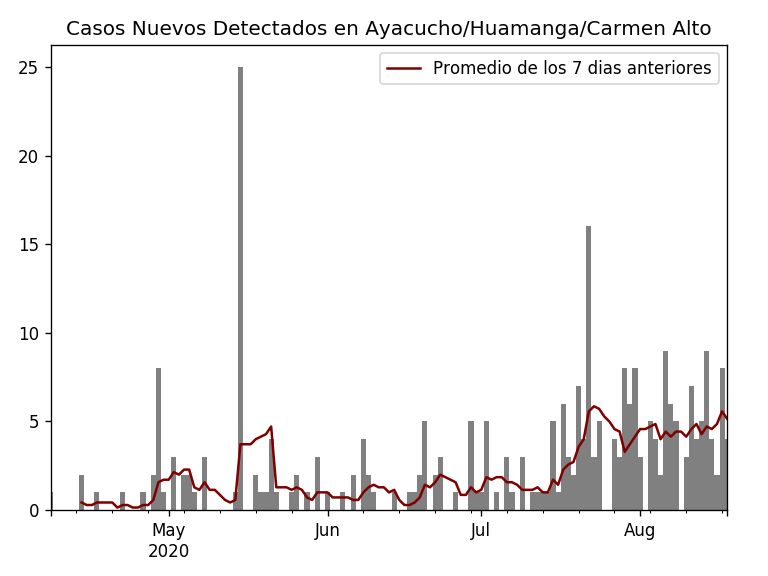 Casos Nuevos Detectados en Ayacucho/Huamanga/Carmen Alto
Promedio de los 7 dias anteriores
25
20
15
10
5
0
May
2020
Jun
Jul
Aug